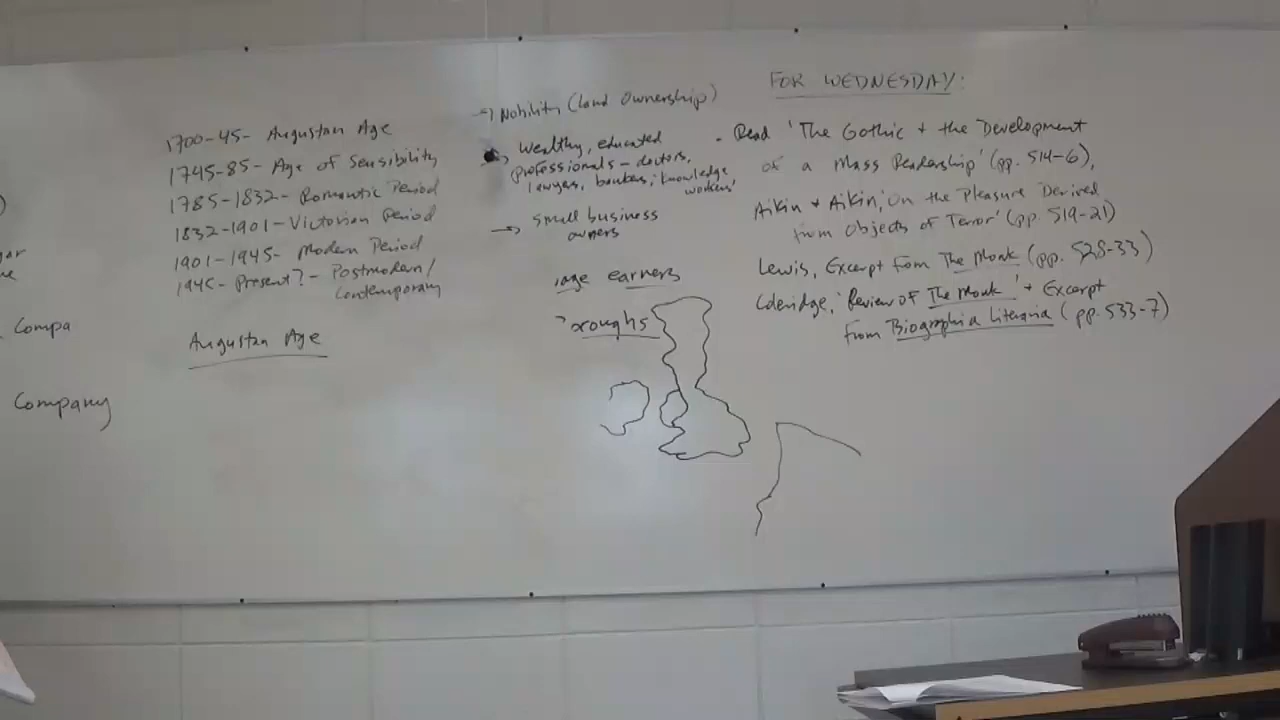 1700-45- Augustan Age
1745-85- Age of Sensibility
1785-1832- Romantic Period
1832-1901- Victorian Period
1901-1945- Modern Period
1945- Present?- Postmodern/
Contemporary
Augustan Age
Compa
Company
→ Nobility (Land Ownership)
→ Wealthy, educated
professionals - doctors,
lawyers, bankers, 'knowledge
workers'
→ Small business
owners
age earners
oroughs
FOR WEDNESDAY:
- Read 'The Gothic + the Development
of a Mass Readership' (pp. 514-6),
Aikin + Aikin, 'On the Pleasure Derived
from Objects of Terror' (pp. 519-21)
Lewis, Excerpt from The Monk (pp. 528-33)
Coleridge, 'Review of The Monk' + Excerpt
from Biographia Literaria (pp. 533-7)